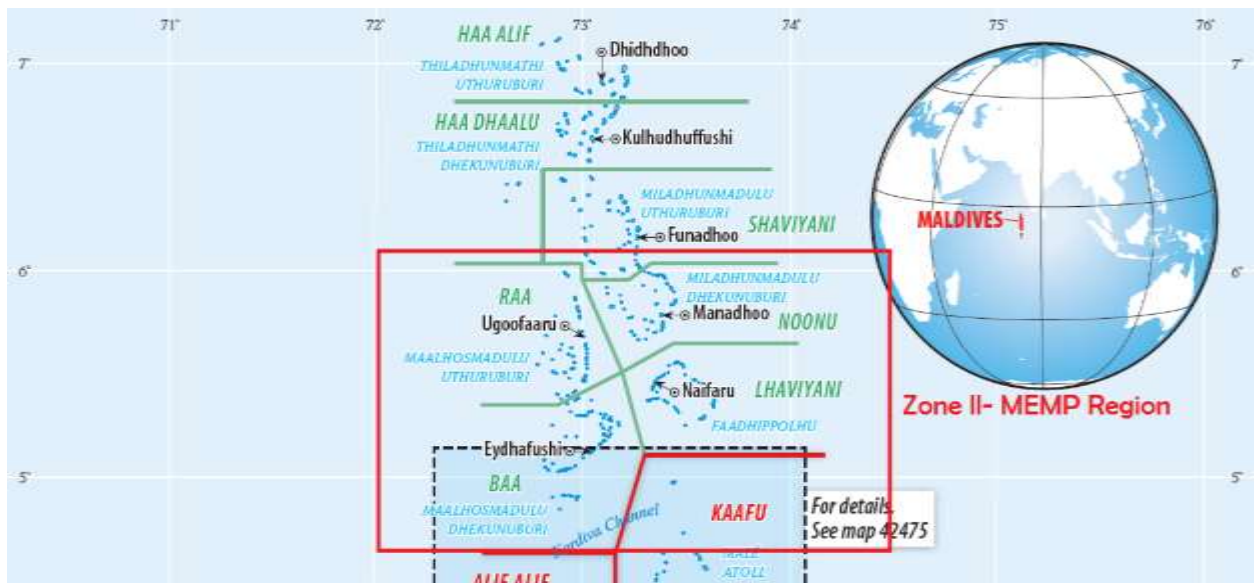 71°
72°
73°
74°
75°
76°
7°
7°
HAA ALIF
Dhidhdhoo
THILADHUNMATHI
UTHURUBURI
HAA DHAALU
Kulhudhuffushi
THILADHUNMATHI
DHEKUNUBURI
MILADHUNMADULU
UTHURUBURI
SHAVIYANI
Funadhoo
MALDIVES
6°
6°
MILADHUNMADULU
DHEKUNUBURI
RAA
Manadhoo
NOONU
Ugoofaaru
MAALHOSMADULU
UTHURUBURI
Naifaru
LHAVIYANI
FAADHIPPOLHU
Zone II- MEMP Region
Eydhafushi
5°
5°
BAA
MAALHOSMADULU
DHEKUNUBURI
Kardiva Channel
KAAFU
For details.
See map 42475
MALE
ATOLL
ALIF ALIF